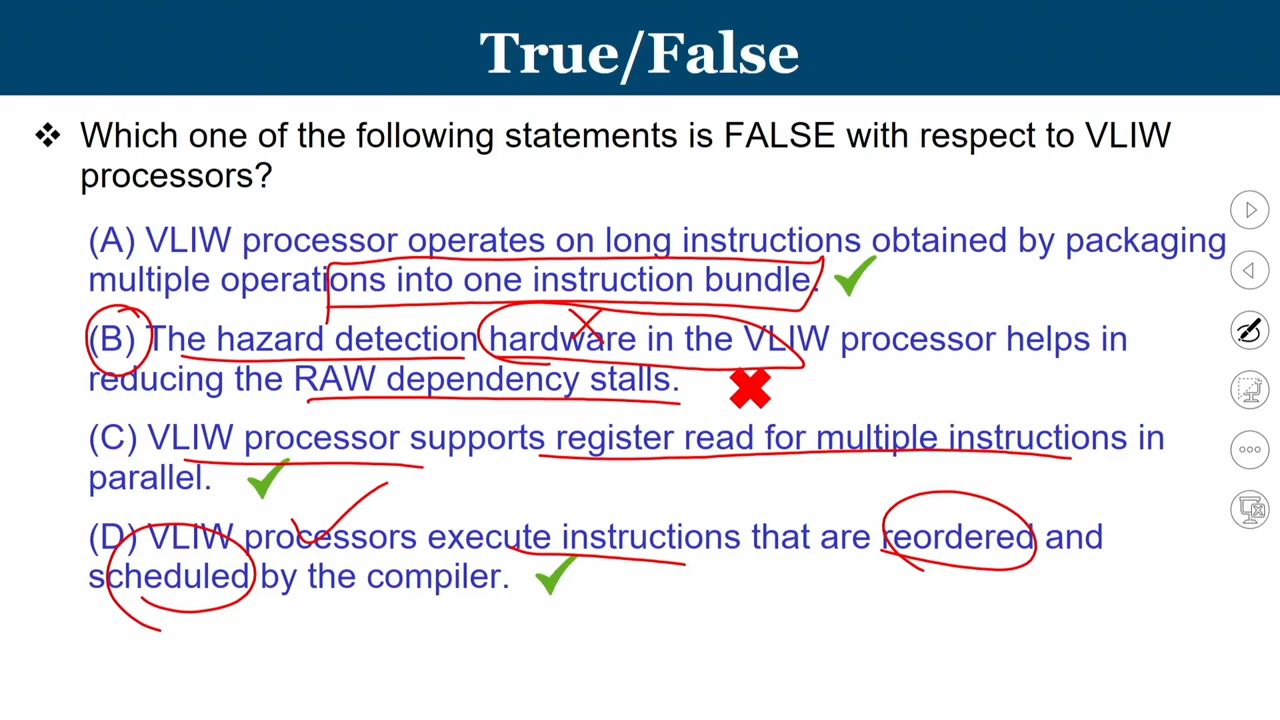 True/False
❖ Which one of the following statements is FALSE with respect to VLIW
processors?
(A) VLIW processor operates on long instructions obtained by packaging
multiple operations into one instruction bundle.
(B) The hazard detection hardware in the VLIW processor helps in
reducing the RAW dependency stalls.
(C) VLIW processor supports register read for multiple instructions in
parallel.
(D) VLIW processors execute instructions that are reordered and
scheduled by the compiler.